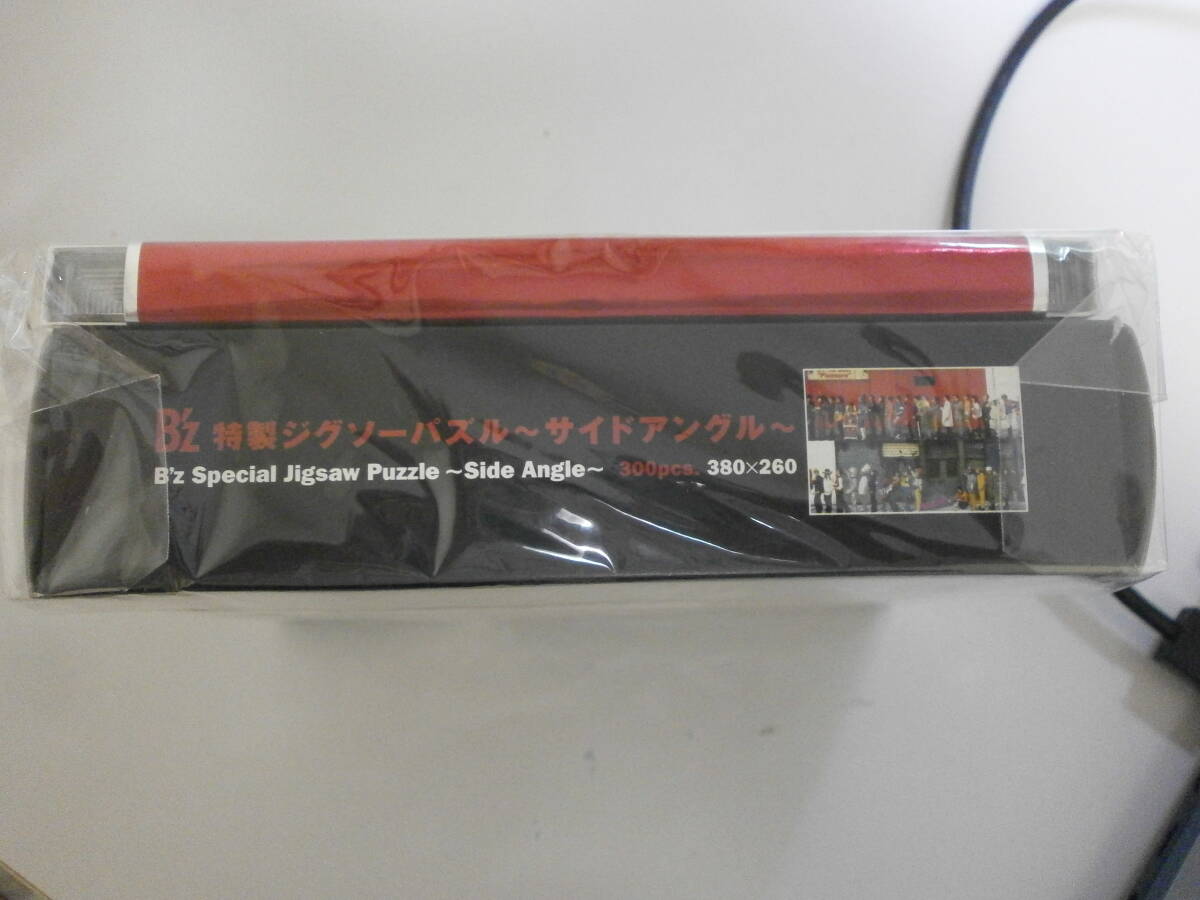 B'z 特製ジグソーパズル～サイドアングル～
B'z Special Jigsaw Puzzle ～Side Angle～ 300pcs. 380×260